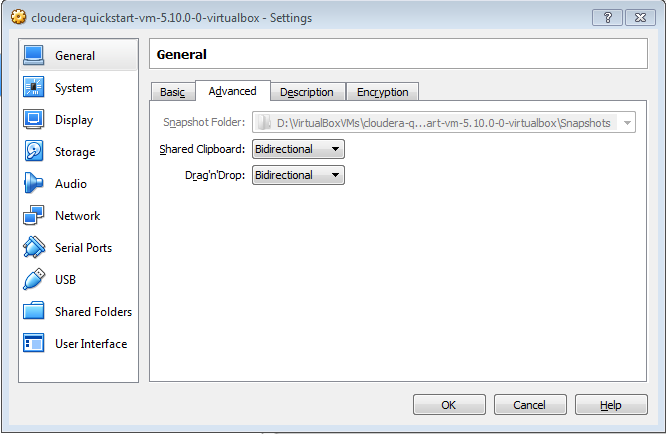 cloudera-quickstart-vm-5.10.0-0-virtualbox - Settings
?
General
System
Display
Storage
Audio
Network
Serial Ports
USB
Shared Folders
User Interface
General
Basic Advanced Description Encryption
Snapshot Folder: D:\VirtualBoxVMs\cloudera-q...art-vm-5.10.0-0-virtualbox\Snapshots
Shared Clipboard: Bidirectional
Drag'n'Drop: Bidirectional
OK Cancel Help